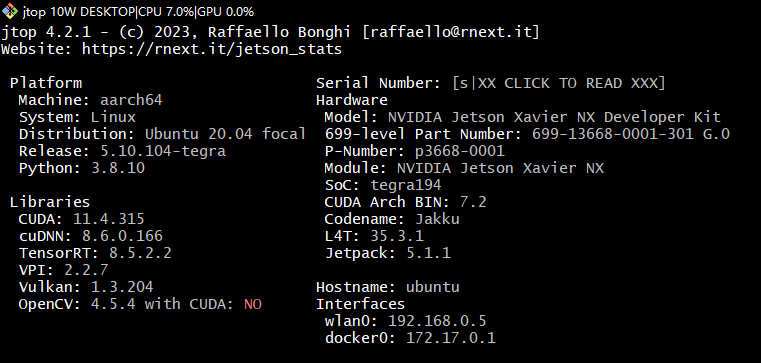 jtop 10W DESKTOP|CPU 7.0%|GPU 0.0%
jtop 4.2.1 - (c) 2023, Raffaello Bonghi [raffaello@rnext.it]
Website: https://rnext.it/jetson_stats
Platform
Machine: aarch64
System: Linux
Distribution: Ubuntu 20.04 focal
Release: 5.10.104-tegra
Python: 3.8.10
Libraries
CUDA: 11.4.315
cuDNN: 8.6.0.166
TensorRT: 8.5.2.2
VPI: 2.2.7
Vulkan: 1.3.204
OpenCV: 4.5.4 with CUDA: NO
Serial Number: [s|XX CLICK TO READ XXX]
Hardware
Model: NVIDIA Jetson Xavier NX Developer Kit
699-level Part Number: 699-13668-0001-301 G.0
P-Number: p3668-0001
Module: NVIDIA Jetson Xavier NX
SoC: tegra194
CUDA Arch BIN: 7.2
Codename: Jakku
L4T: 35.3.1
Jetpack: 5.1.1
Hostname: ubuntu
Interfaces
wlan0: 192.168.0.5
docker0: 172.17.0.1